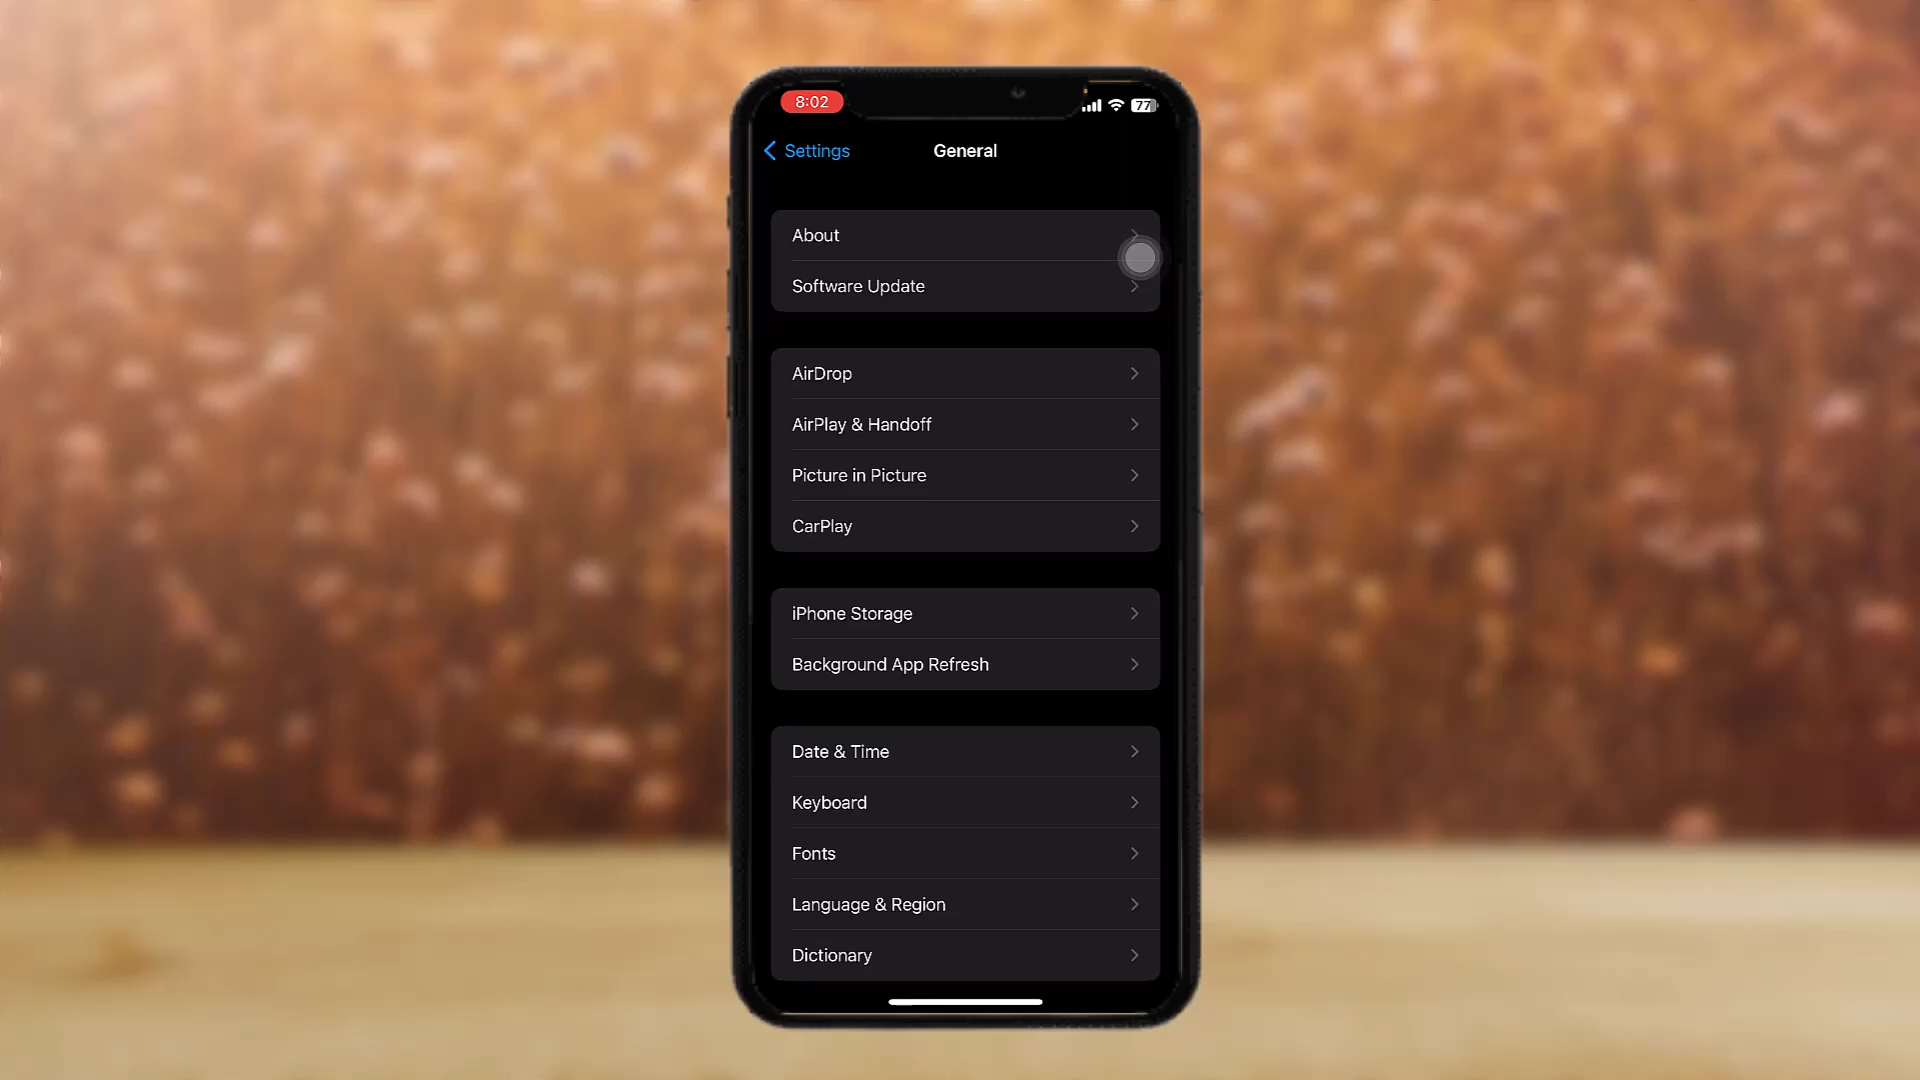 8:02
77
Settings
General
About
Software Update
AirDrop
AirPlay & Handoff
Picture in Picture
CarPlay
iPhone Storage
Background App Refresh
Date & Time
Keyboard
Fonts
Language & Region
Dictionary